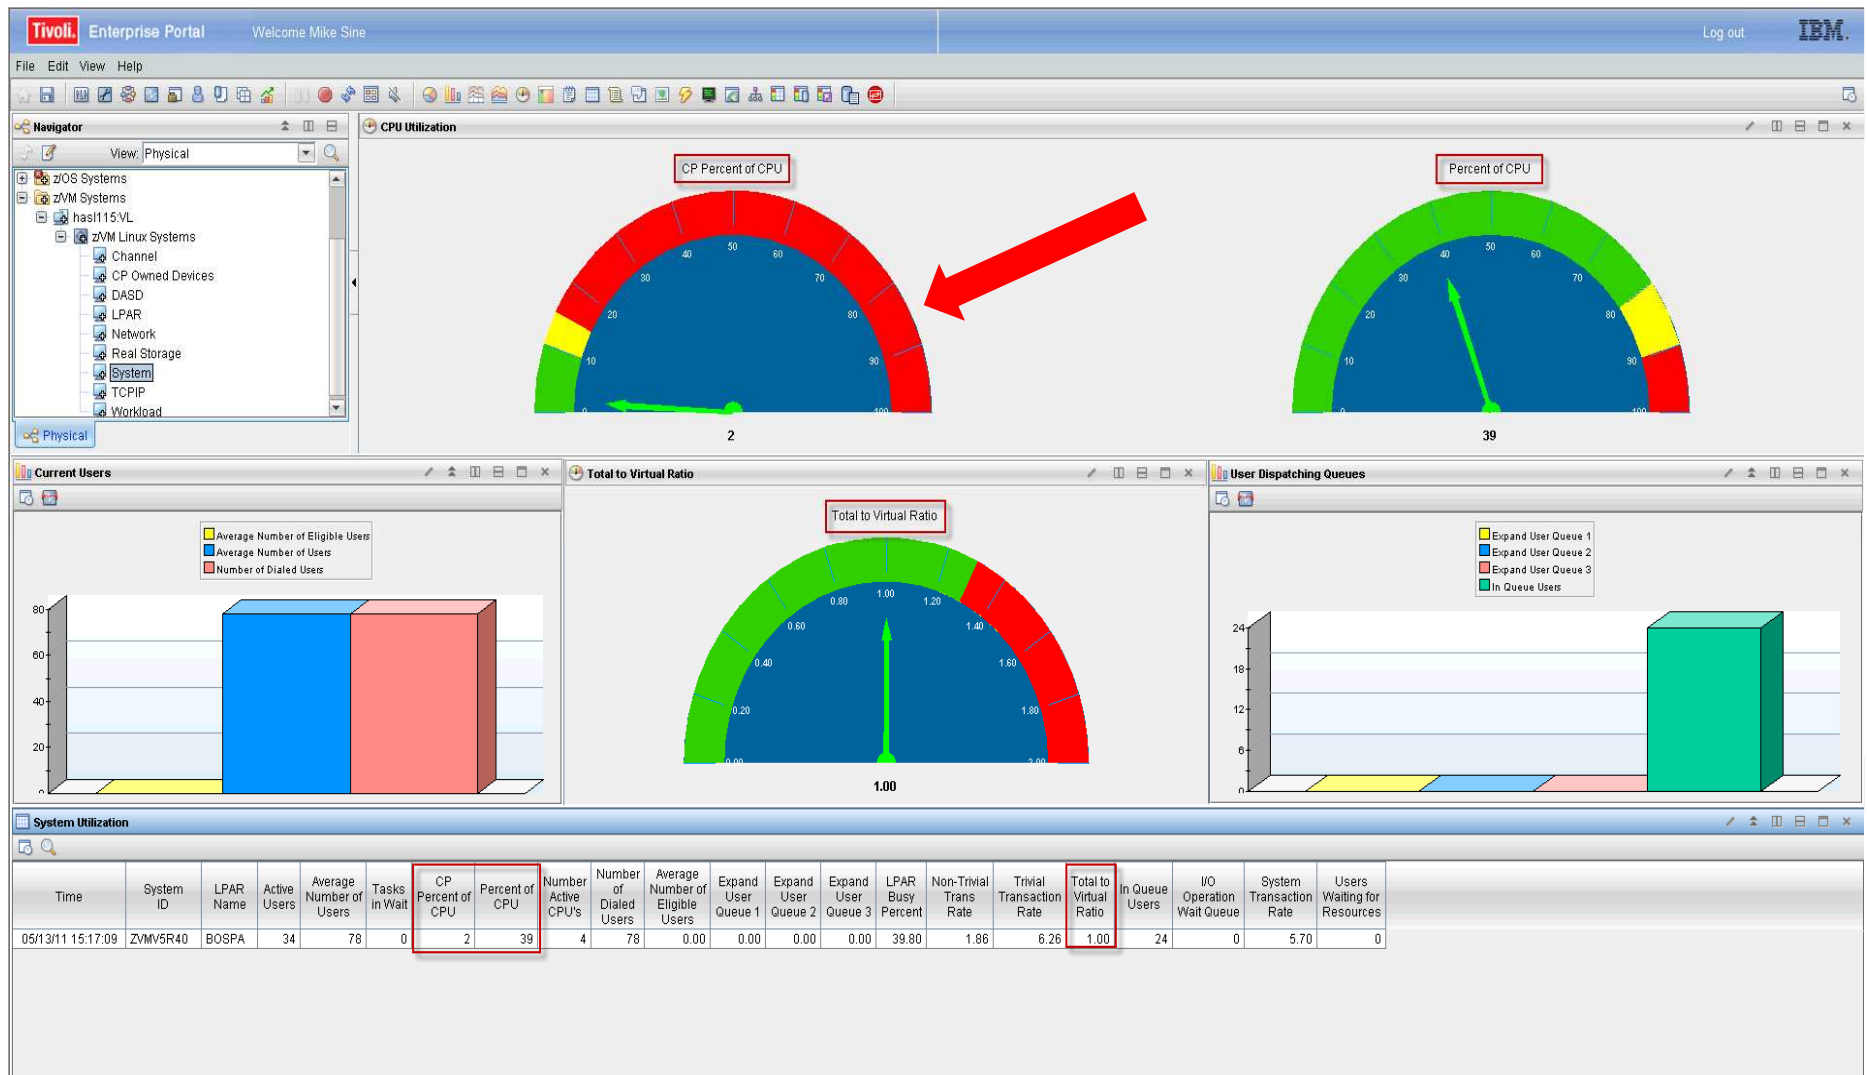 Tivoli. Enterprise Portal Welcome Mike Sine Log out IBM.
File Edit View Help
Navigator
View: Physical
z/OS Systems
z/VM Systems
hasl115:VL
z/VM Linux Systems
Channel
CP Owned Devices
DASD
LPAR
Network
Real Storage
System
TCPIP
Workload
Physical
CPU Utilization
CP Percent of CPU
0 10 20 30 40 50 60 70 80 90 100
2
Percent of CPU
0 10 20 30 40 50 60 70 80 90 100
39
Current Users
Average Number of Eligible Users
Average Number of Users
Number of Dialed Users
80
60
40
20
0
Total to Virtual Ratio
Total to Virtual Ratio
0.00 0.20 0.40 0.60 0.80 1.00 1.20 1.40 1.60 1.80 2.00
1.00
User Dispatching Queues
Expand User Queue 1
Expand User Queue 2
Expand User Queue 3
In Queue Users
24
18
12
6
0
System Utilization
Time System ID LPAR Name Active Users Average Number of Users Tasks in Wait CP Percent of CPU Percent of CPU Number Active CPU's Number of Dialed Users Average Number of Eligible Users Expand User Queue 1 Expand User Queue 2 Expand User Queue 3 LPAR Busy Percent Non-Trivial Trans Rate Trivial Transaction Rate Total to Virtual Ratio In Queue Users I/O Operation Wait Queue System Transaction Rate Users Waiting for Resources
05/13/11 15:17:09 ZVMV5R40 BOSPA 34 78 0 2 39 4 78 0.00 0.00 0.00 0.00 39.80 1.86 6.26 1.00 24 0 5.70 0